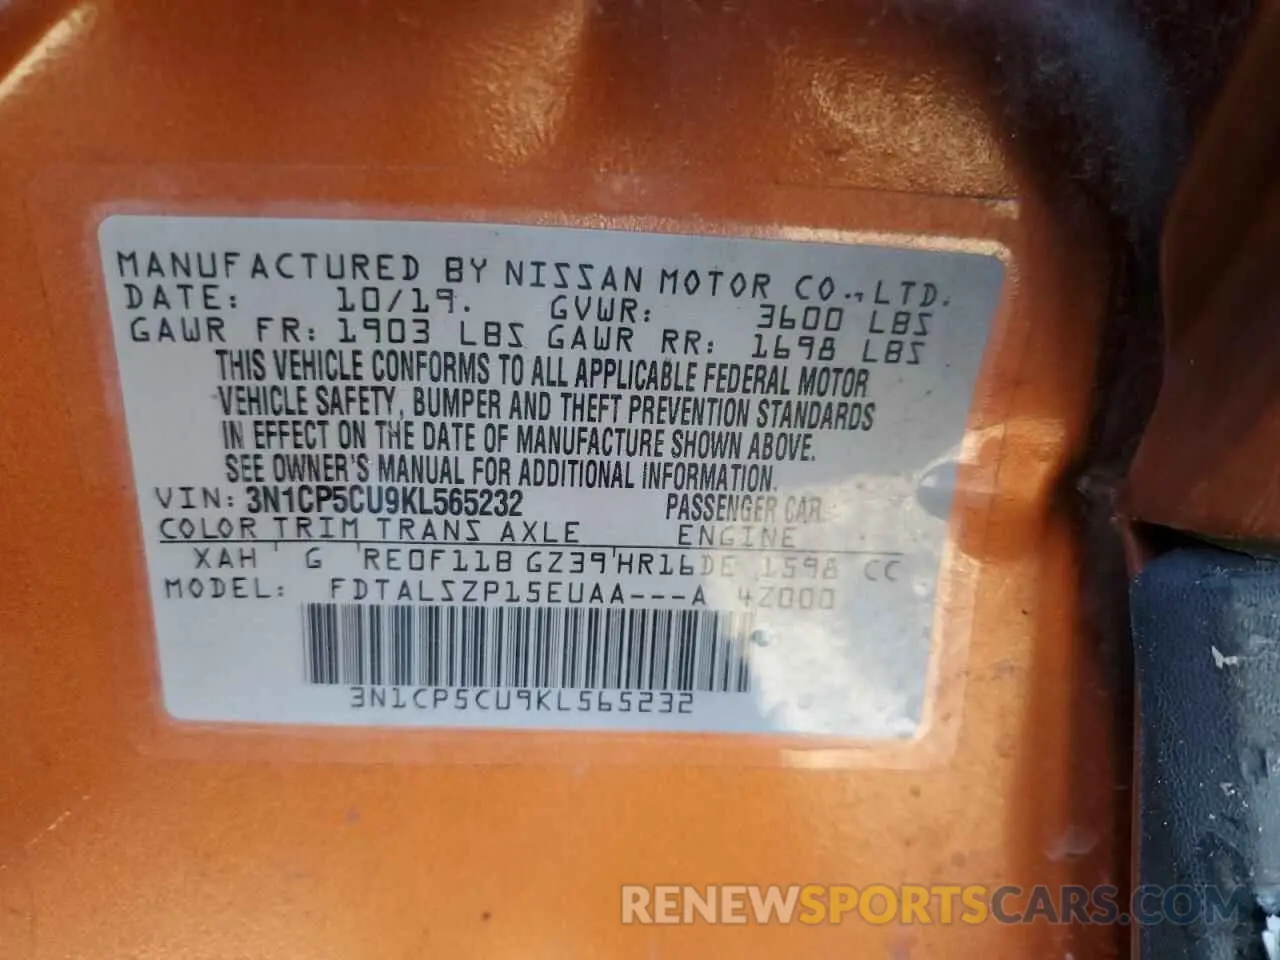 MANUFACTURED BY NISSAN MOTOR CO., LTD.
DATE: 10/19. GVWR: 3600 LBS
GAWR FR: 1903 LBS GAWR RR: 1698 LBS
THIS VEHICLE CONFORMS TO ALL APPLICABLE FEDERAL MOTOR
VEHICLE SAFETY, BUMPER AND THEFT PREVENTION STANDARDS
IN EFFECT ON THE DATE OF MANUFACTURE SHOWN ABOVE.
SEE OWNER'S MANUAL FOR ADDITIONAL INFORMATION.
VIN: 3N1CP5CU9KL565232 PASSENGER CAR
COLOR TRIM TRANS AXLE ENGINE
XAH G RE0F11B GZ39 HR16DE 1598 CC
MODEL: FDTALSZP15EUAA---A 4Z000
3N1CP5CU9KL565232
RENEWSPORTSCARS.COM